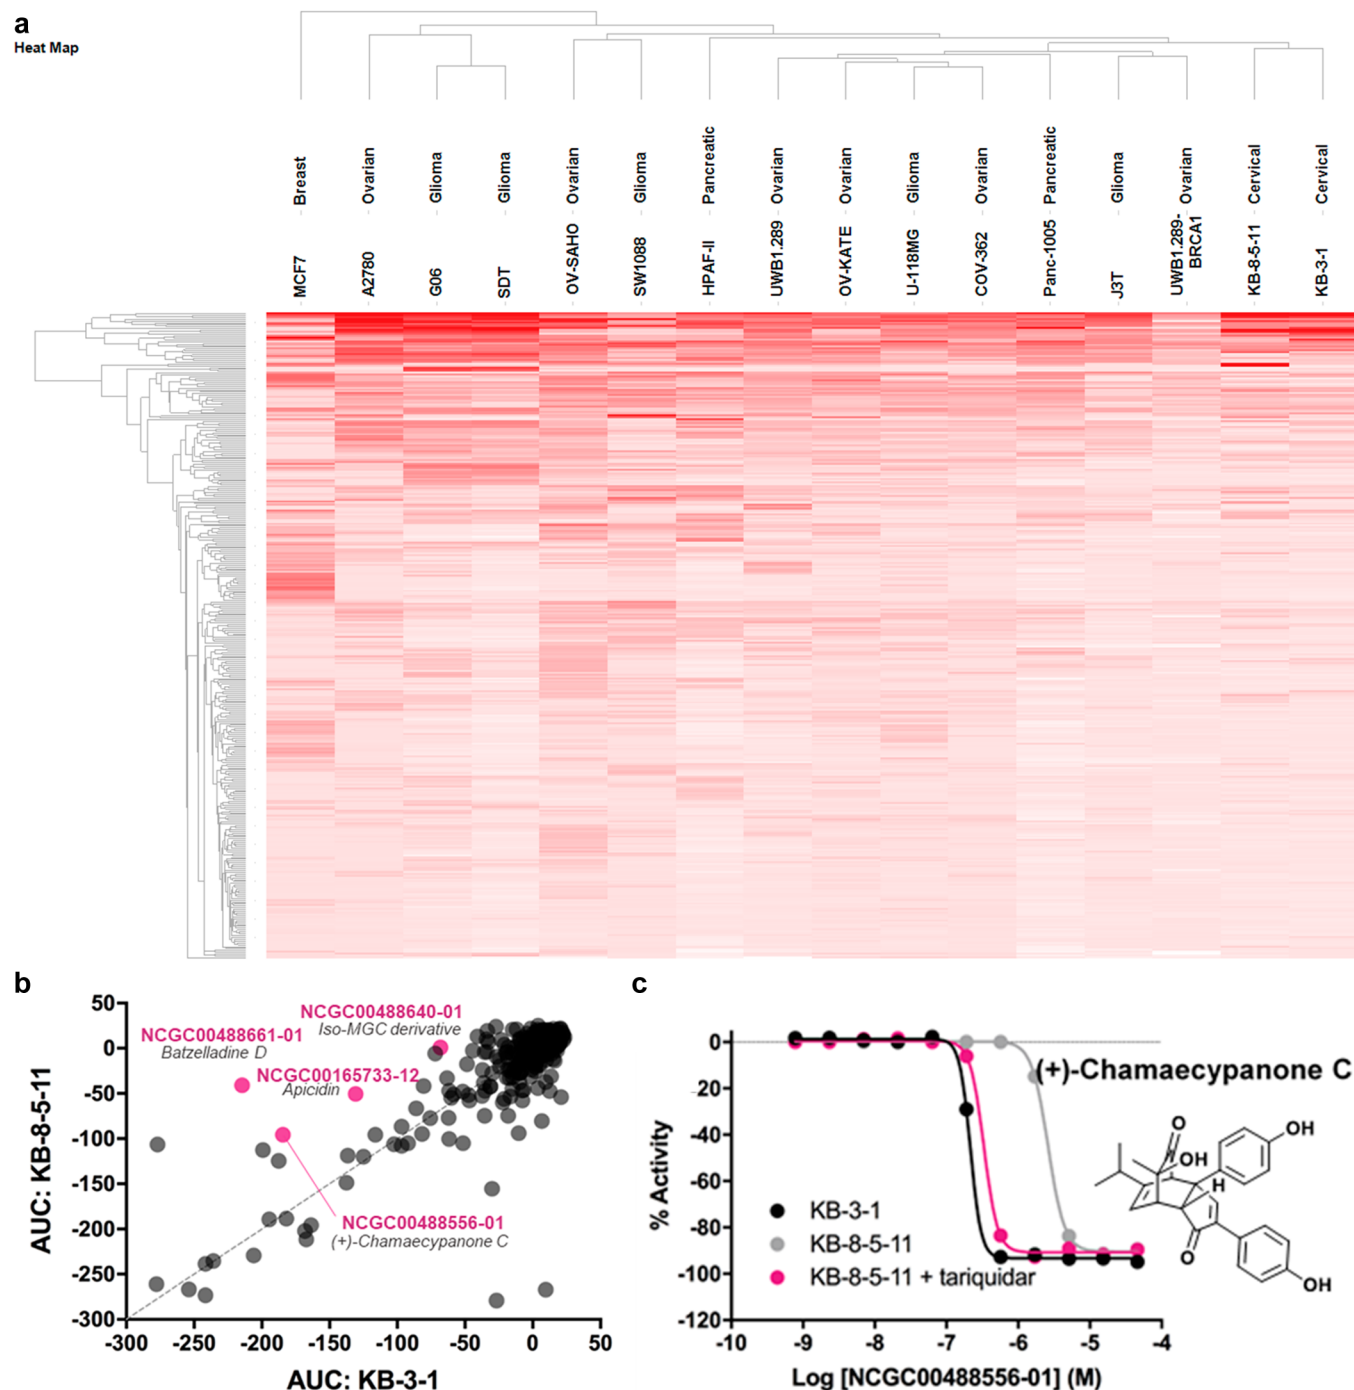 a
Heat Map
Breast
Ovarian
Glioma
Glioma
Ovarian
Glioma
Pancreatic
Ovarian
Ovarian
Glioma
Ovarian
Pancreatic
Glioma
Ovarian
Cervical
Cervical
MCF7
A2780
G06
SDT
OV-SAHO
SW1088
HPAF-II
UWB1.289
OV-KATE
U-118MG
COV-362
Panc-1005
J3T
UWB1.289-
BRCA1
KB-8-5-11
KB-3-1
b
50
0
-50
-100
-150
-200
-250
-300
AUC: KB-8-5-11
NCGC00488640-01
Iso-MGC derivative
NCGC00488661-01
Batzelladine D
NCGC00165733-12
Apicidin
NCGC00488556-01
(+)-Chamaecypanone C
-300
-250
-200
-150
-100
-50
0
50
AUC: KB-3-1
c
0
-20
-40
-60
-80
-100
-120
% Activity
(+)-Chamaecypanone C
O
OH
OH
H
O
OH
KB-3-1
KB-8-5-11
KB-8-5-11 + tariquidar
-10
-9
-8
-7
-6
-5
-4
Log [NCGC00488556-01] (M)